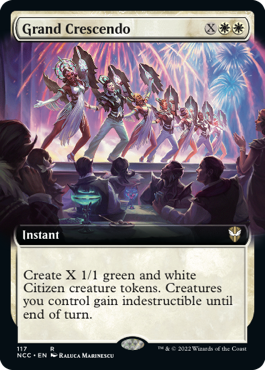 Grand Crescendo X
Instant
Create X 1/1 green and white
Citizen creature tokens. Creatures
you control gain indestructible until
end of turn.
117 R
NCC • EN Raluca Marinescu
™ & © 2022 Wizards of the Coast